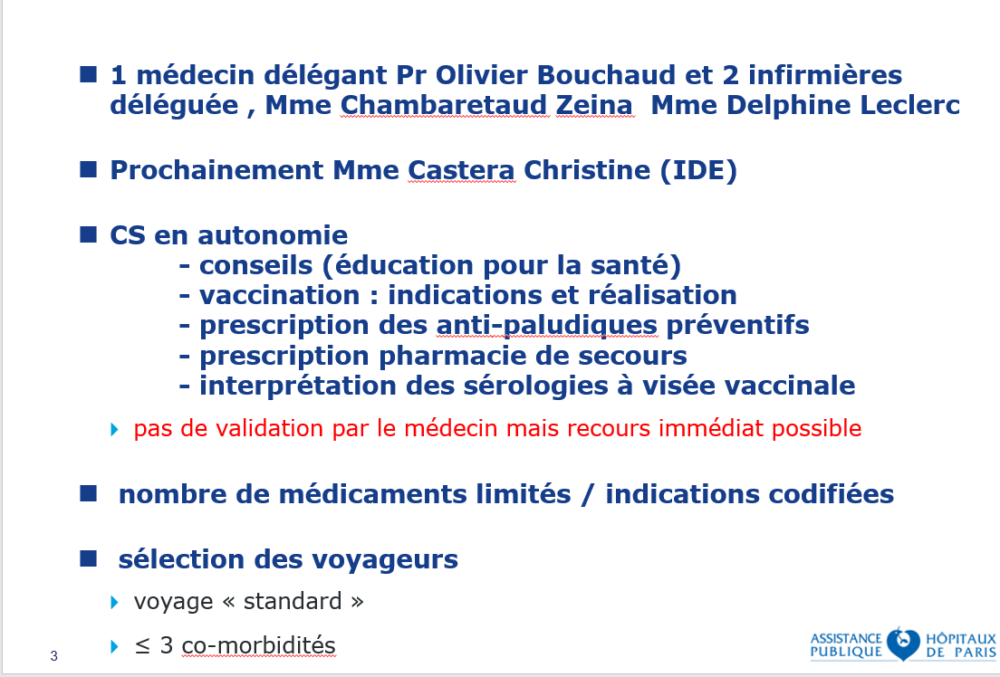 ■ 1 médecin délégant Pr Olivier Bouchaud et 2 infirmières
déléguée , Mme Chambaretaud Zeina  Mme Delphine Leclerc
■ Prochainement Mme Castera Christine (IDE)
■ CS en autonomie
- conseils (éducation pour la santé)
- vaccination : indications et réalisation
- prescription des anti-paludiques préventifs
- prescription pharmacie de secours
- interprétation des sérologies à visée vaccinale
pas de validation par le médecin mais recours immédiat possible
■ nombre de médicaments limités / indications codifiées
■ sélection des voyageurs
voyage « standard »
≤ 3 co-morbidités
3
ASSISTANCE HÔPITAUX
PUBLIQUE DE PARIS